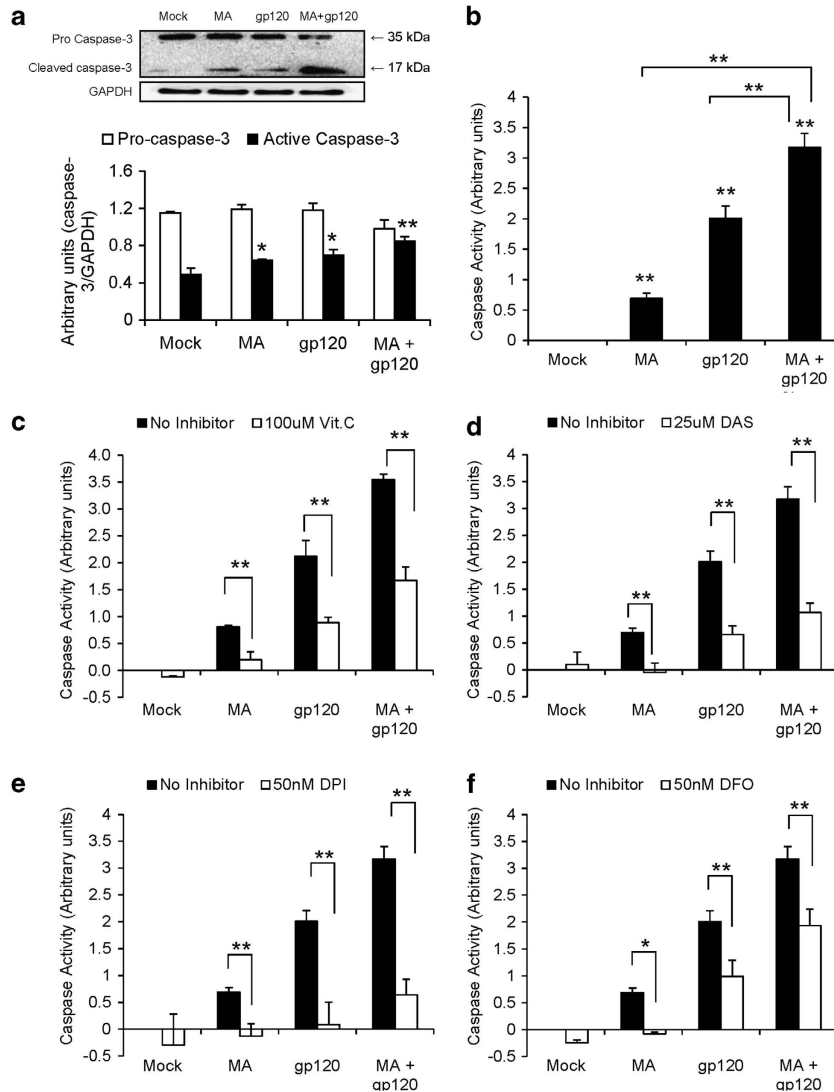 a
Mock MA gp120 MA+gp120
Pro Caspase-3 ← 35 kDa
Cleaved caspase-3 ← 17 kDa
GAPDH
Pro-caspase-3 Active Caspase-3
Arbitrary units (caspase-
3/GAPDH)
1.6
1.2
0.8
0.4
0
* * **
Mock MA gp120 MA +
gp120
b
Caspase Activity (Arbitrary units)
4
3.5
3
2.5
2
1.5
1
0.5
0
**
**
**
**
**
Mock MA gp120 MA +
gp120
c
No Inhibitor 100uM Vit.C
Caspase Activity (Arbitrary units)
4.0
3.5
3.0
2.5
2.0
1.5
1.0
0.5
0.0
-0.5
**
**
**
Mock MA gp120 MA +
gp120
d
No Inhibitor 25uM DAS
Caspase Activity (Arbitrary units)
4
3.5
3
2.5
2
1.5
1
0.5
0
-0.5
**
**
**
Mock MA gp120 MA +
gp120
e
No Inhibitor 50nM DPI
Caspase Activity (Arbitrary units)
4
3.5
3
2.5
2
1.5
1
0.5
0
-0.5
**
**
**
Mock MA gp120 MA +
gp120
f
No Inhibitor 50nM DFO
Caspase Activity (Arbitrary units)
4
3.5
3
2.5
2
1.5
1
0.5
0
-0.5
*
**
**
Mock MA gp120 MA +
gp120